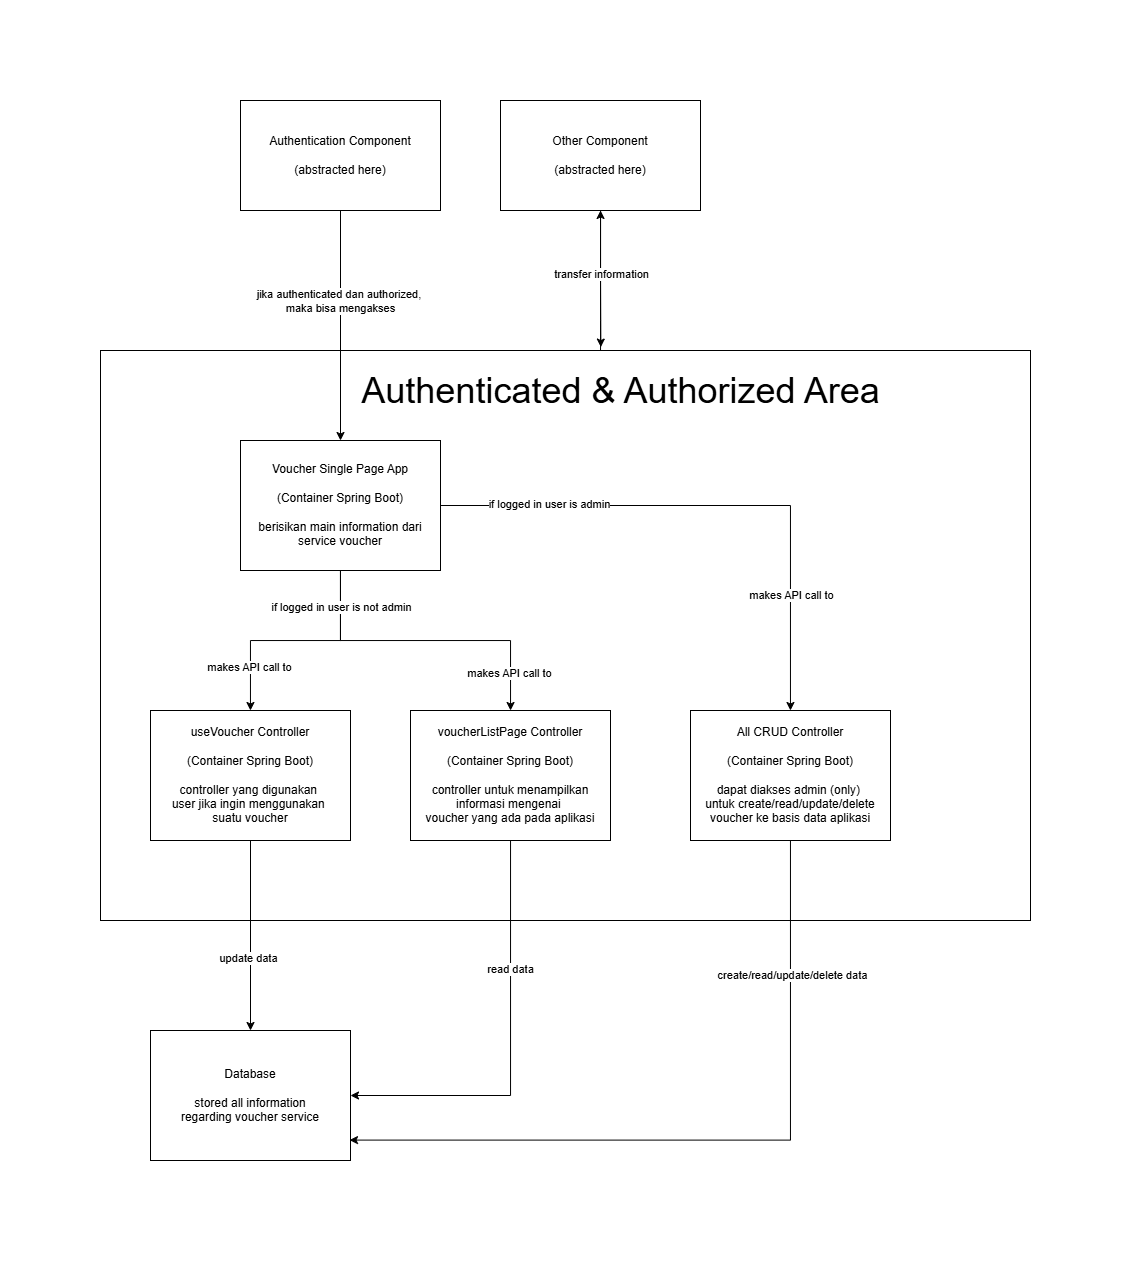 Authentication Component
(abstracted here)
Other Component
(abstracted here)
transfer information
jika authenticated dan authorized,
maka bisa mengakses
Authenticated & Authorized Area
Voucher Single Page App
(Container Spring Boot)
berisikan main information dari
service voucher
if logged in user is admin
makes API call to
if logged in user is not admin
makes API call to
makes API call to
useVoucher Controller
(Container Spring Boot)
controller yang digunakan
user jika ingin menggunakan
suatu voucher
voucherListPage Controller
(Container Spring Boot)
controller untuk menampilkan
informasi mengenai
voucher yang ada pada aplikasi
All CRUD Controller
(Container Spring Boot)
dapat diakses admin (only)
untuk create/read/update/delete
voucher ke basis data aplikasi
update data
read data
create/read/update/delete data
Database
stored all information
regarding voucher service